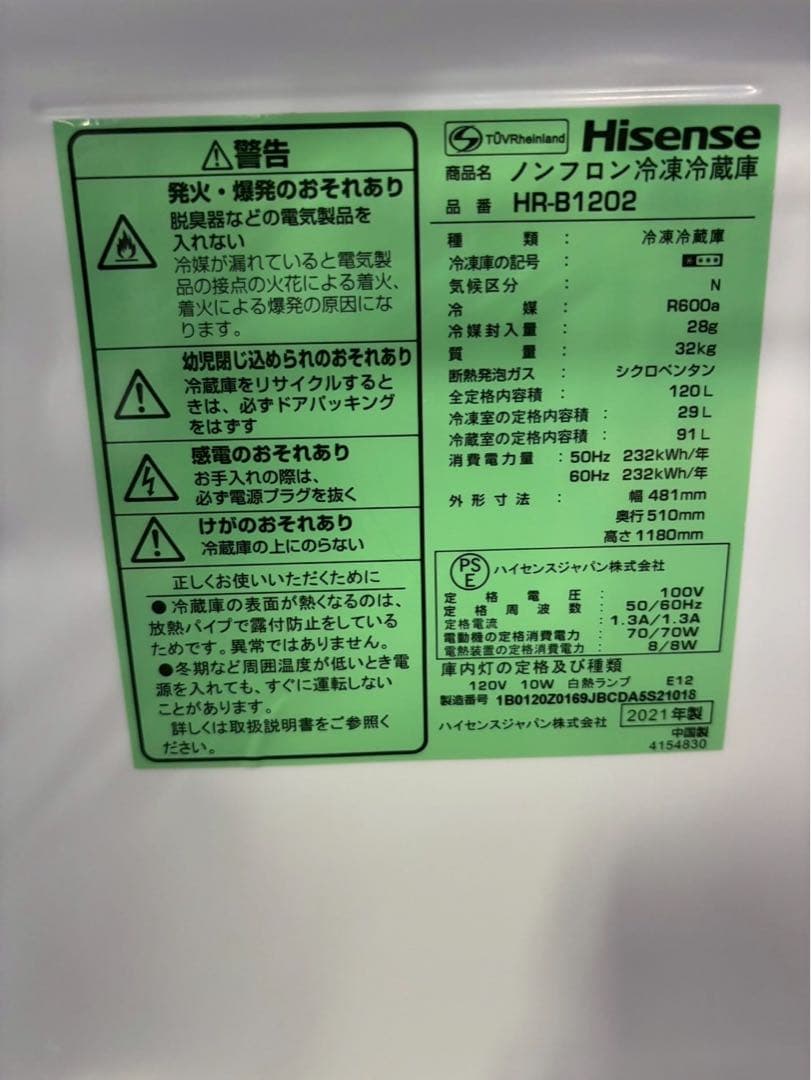 ⚠警告
発火・爆発のおそれあり
脱臭器などの電気製品を
入れない
冷媒が漏れていると電気製
品の接点の火花による着火、
着火による爆発の原因にな
ります。
幼児閉じ込められのおそれあり
冷蔵庫をリサイクルすると
きは、必ずドアパッキング
をはずす
感電のおそれあり
お手入れの際は、
必ず電源プラグを抜く
けがのおそれあり
冷蔵庫の上にのらない
正しくお使いいただくために
●冷蔵庫の表面が熱くなるのは、
放熱パイプで露付防止をしている
ためです。異常ではありません。
●冬期など周囲温度が低いとき電
源を入れても、すぐに運転しない
ことがあります。
詳しくは取扱説明書をご参照く
ださい。
TÜVRheinland Hisense
商品名 ノンフロン冷凍冷蔵庫
品番 HR-B1202
種類 : 冷凍冷蔵庫
冷凍庫の記号 : ＊***
気候区分 : N
冷媒 : R600a
冷媒封入量 : 28g
質量 : 32kg
断熱発泡ガス : シクロペンタン
全定格内容積 : 120L
冷凍室の定格内容積 : 29L
冷蔵室の定格内容積 : 91L
消費電力量 : 50Hz 232kWh/年
60Hz 232kWh/年
外形寸法 : 幅 481mm
奥行 510mm
高さ 1180mm
PSE ハイセンスジャパン株式会社
定格電圧 : 100V
定格周波数 : 50/60Hz
定格電流 : 1.3A/1.3A
電動機の定格消費電力 : 70/70W
電熱装置の定格消費電力 : 8/8W
庫内灯の定格及び種類
120V 10W 白熱ランプ E12
製造番号 1B0120Z0169JBCDA5S21018
ハイセンスジャパン株式会社 2021年製
中国製
4154830